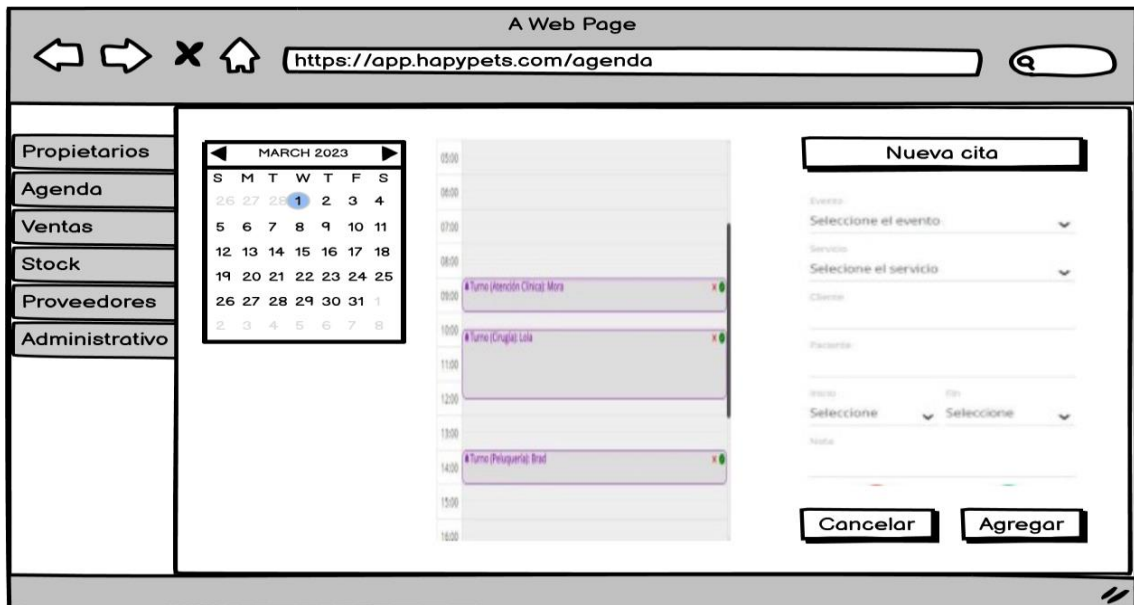 A Web Page
https://app.hapypets.com/agenda
Propietarios
Agenda
Ventas
Stock
Proveedores
Administrativo
MARCH 2023
S M T W T F S
26 27 28 1 2 3 4
5 6 7 8 9 10 11
12 13 14 15 16 17 18
19 20 21 22 23 24 25
26 27 28 29 30 31 1
2 3 4 5 6 7 8
05:00
06:00
07:00
08:00
09:00
Turno (Atención Clínica): Mora
10:00
Turno (Cirugía): Lola
11:00
12:00
13:00
14:00
Turno (Peluquería): Brad
15:00
16:00
Nueva cita
Evento
Seleccione el evento
Servicio
Selecione el servicio
Cliente
Paciente
Inicio Fin
Seleccione Seleccione
Nota
Cancelar Agregar